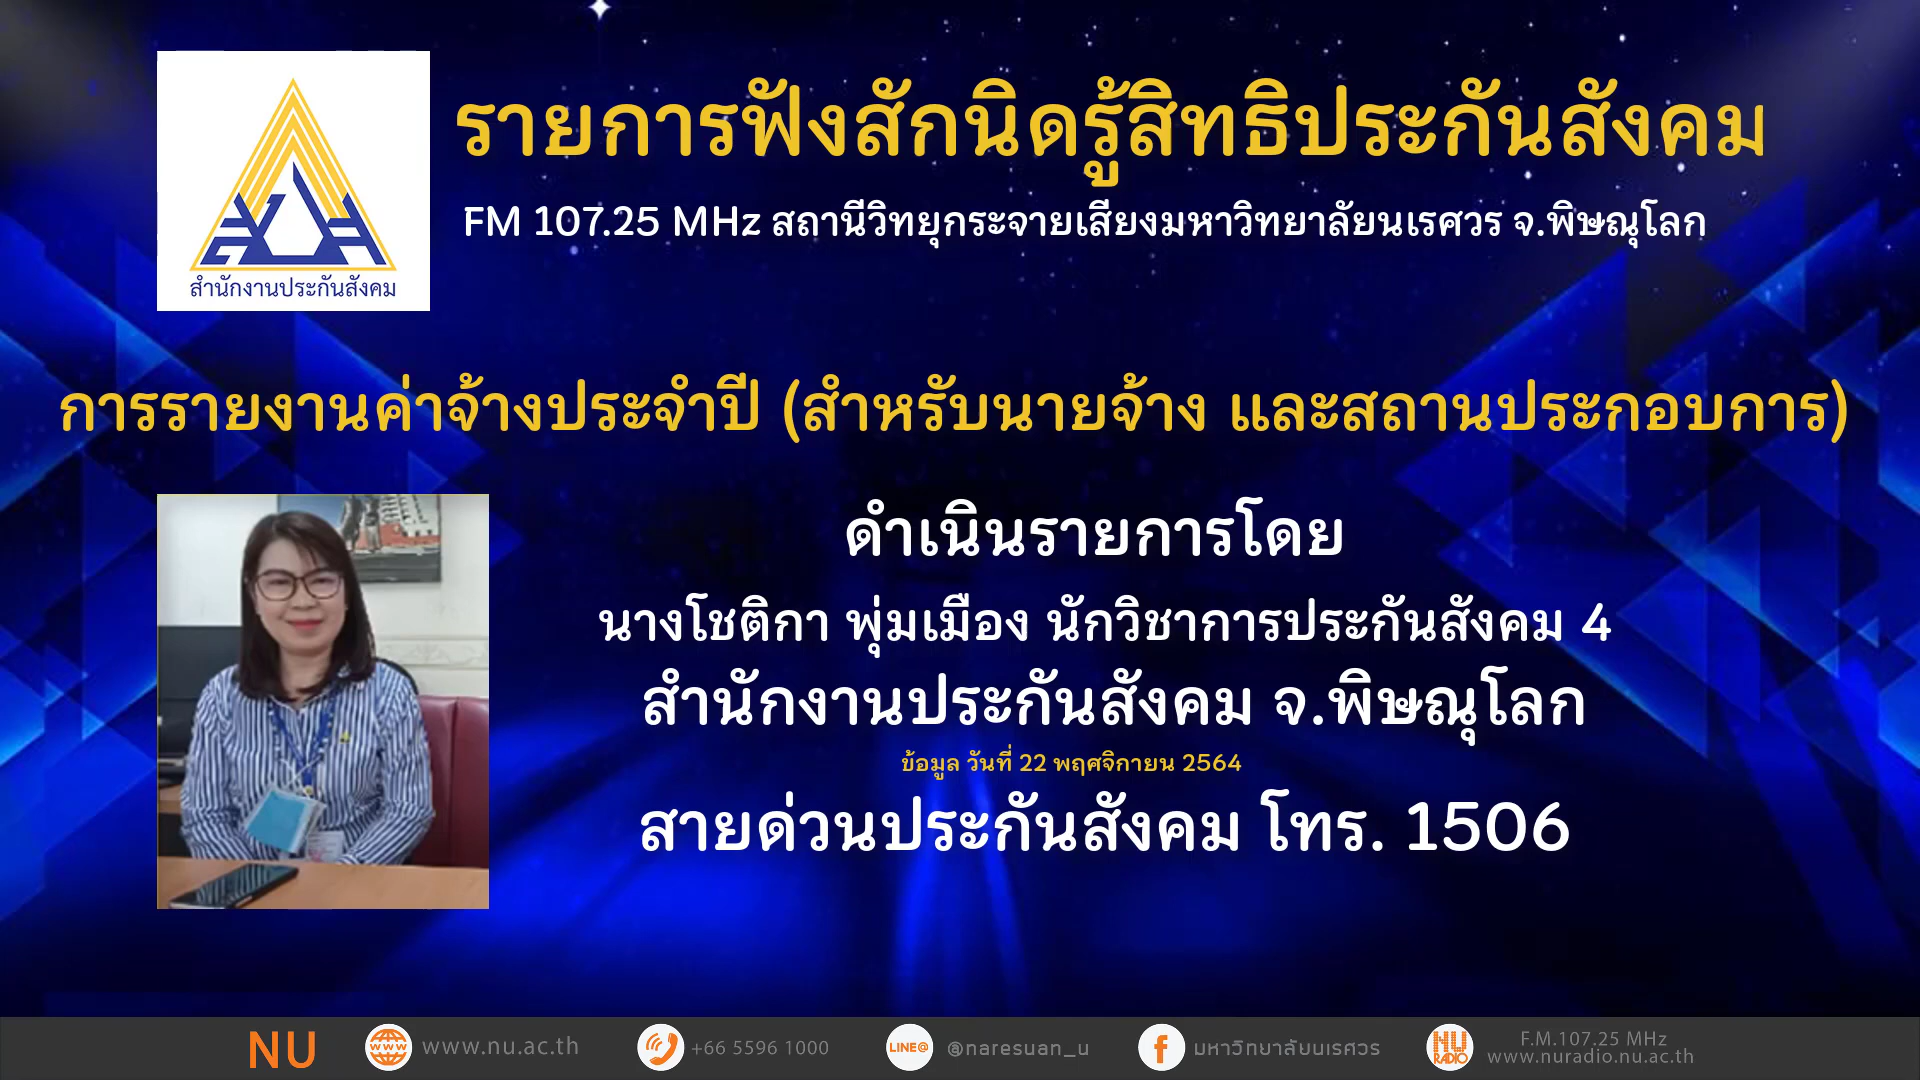 รายการฟังสักนิดรู้สิทธิประกันสังคม
FM 107.25 MHz สถานีวิทยุกระจายเสียงมหาวิทยาลัยนเรศวร จ.พิษณุโลก
สำนักงานประกันสังคม
การรายงานค่าจ้างประจำปี (สำหรับนายจ้าง และสถานประกอบการ)
ดำเนินรายการโดย
นางโชติกา พุ่มเมือง นักวิชาการประกันสังคม 4
สำนักงานประกันสังคม จ.พิษณุโลก
ข้อมูล วันที่ 22 พฤศจิกายน 2564
สายด่วนประกันสังคม โทร. 1506
NU
www
www.nu.ac.th
+66 5596 1000
LINE@
@naresuan_u
มหาวิทยาลัยนเรศวร
NU RADIO
F.M.107.25 MHz
www.nuradio.nu.ac.th